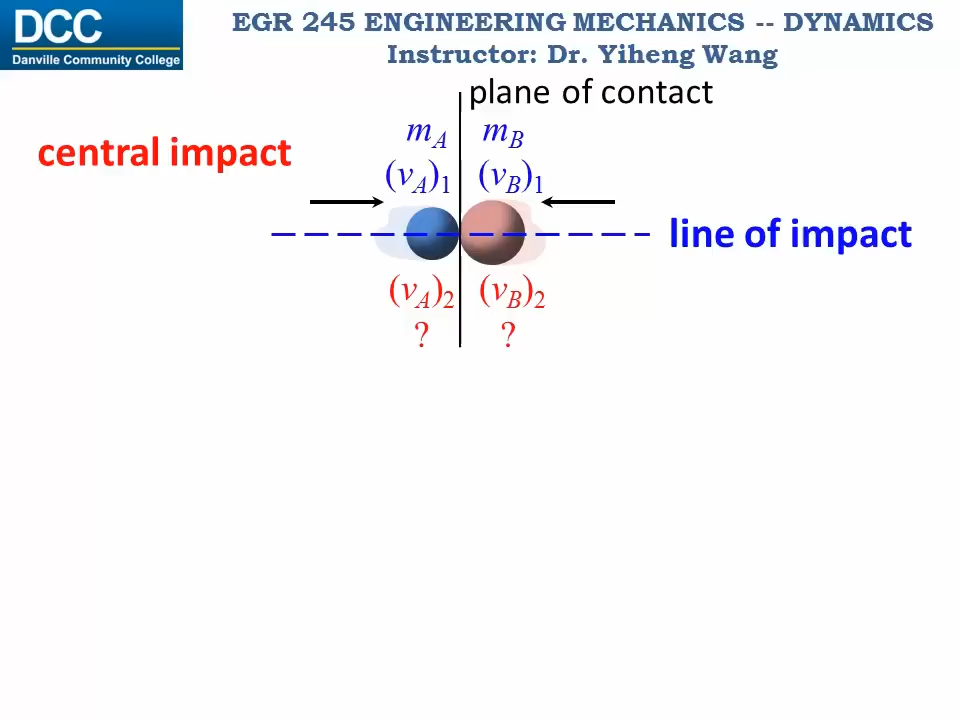 DCC
Danville Community College
EGR 245 ENGINEERING MECHANICS -- DYNAMICS
Instructor: Dr. Yiheng Wang
plane of contact
central impact
m_A m_B
(v_A)_1 (v_B)_1
line of impact
(v_A)_2 (v_B)_2
? ?